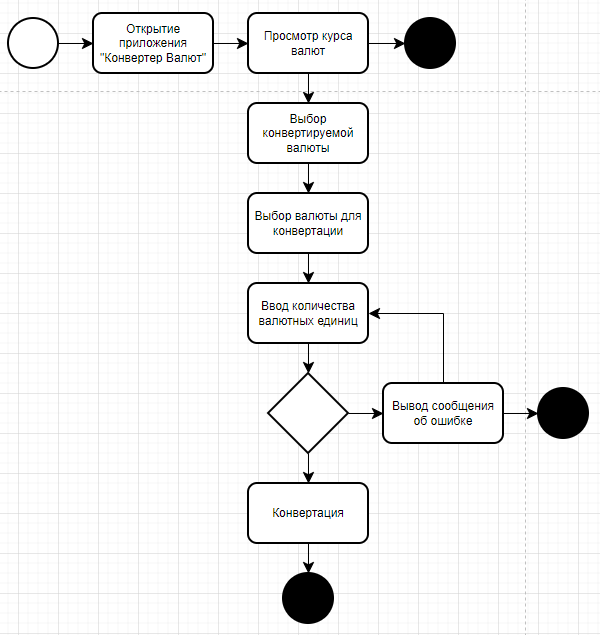 Открытие
приложения
"Конвертер Валют"
Просмотр курса
валют
Выбор
конвертируемой
валюты
Выбор валюты для
конвертации
Ввод количества
валютных единиц
Вывод сообщения
об ошибке
Конвертация